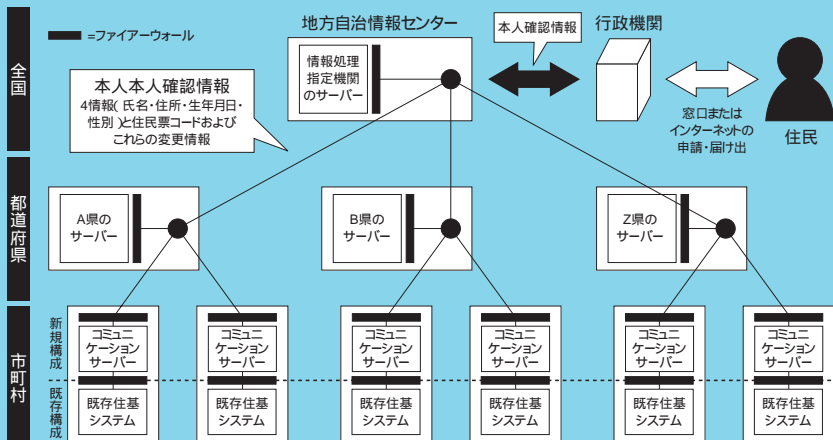 全国
=ファイアーウォール
地方自治情報センター
情報処理
指定機関
のサーバー
本人確認情報
行政機関
窓口または
インターネットの
申請・届け出
住民
本人本人確認情報
4情報(氏名・住所・生年月日・
性別)と住民票コードおよび
これらの変更情報
都道府県
A県の
サーバー
B県の
サーバー
Z県の
サーバー
市町村
新規構成
コミュニ
ケーション
サーバー
コミュニ
ケーション
サーバー
コミュニ
ケーション
サーバー
コミュニ
ケーション
サーバー
コミュニ
ケーション
サーバー
コミュニ
ケーション
サーバー
既存構成
既存住基
システム
既存住基
システム
既存住基
システム
既存住基
システム
既存住基
システム
既存住基
システム